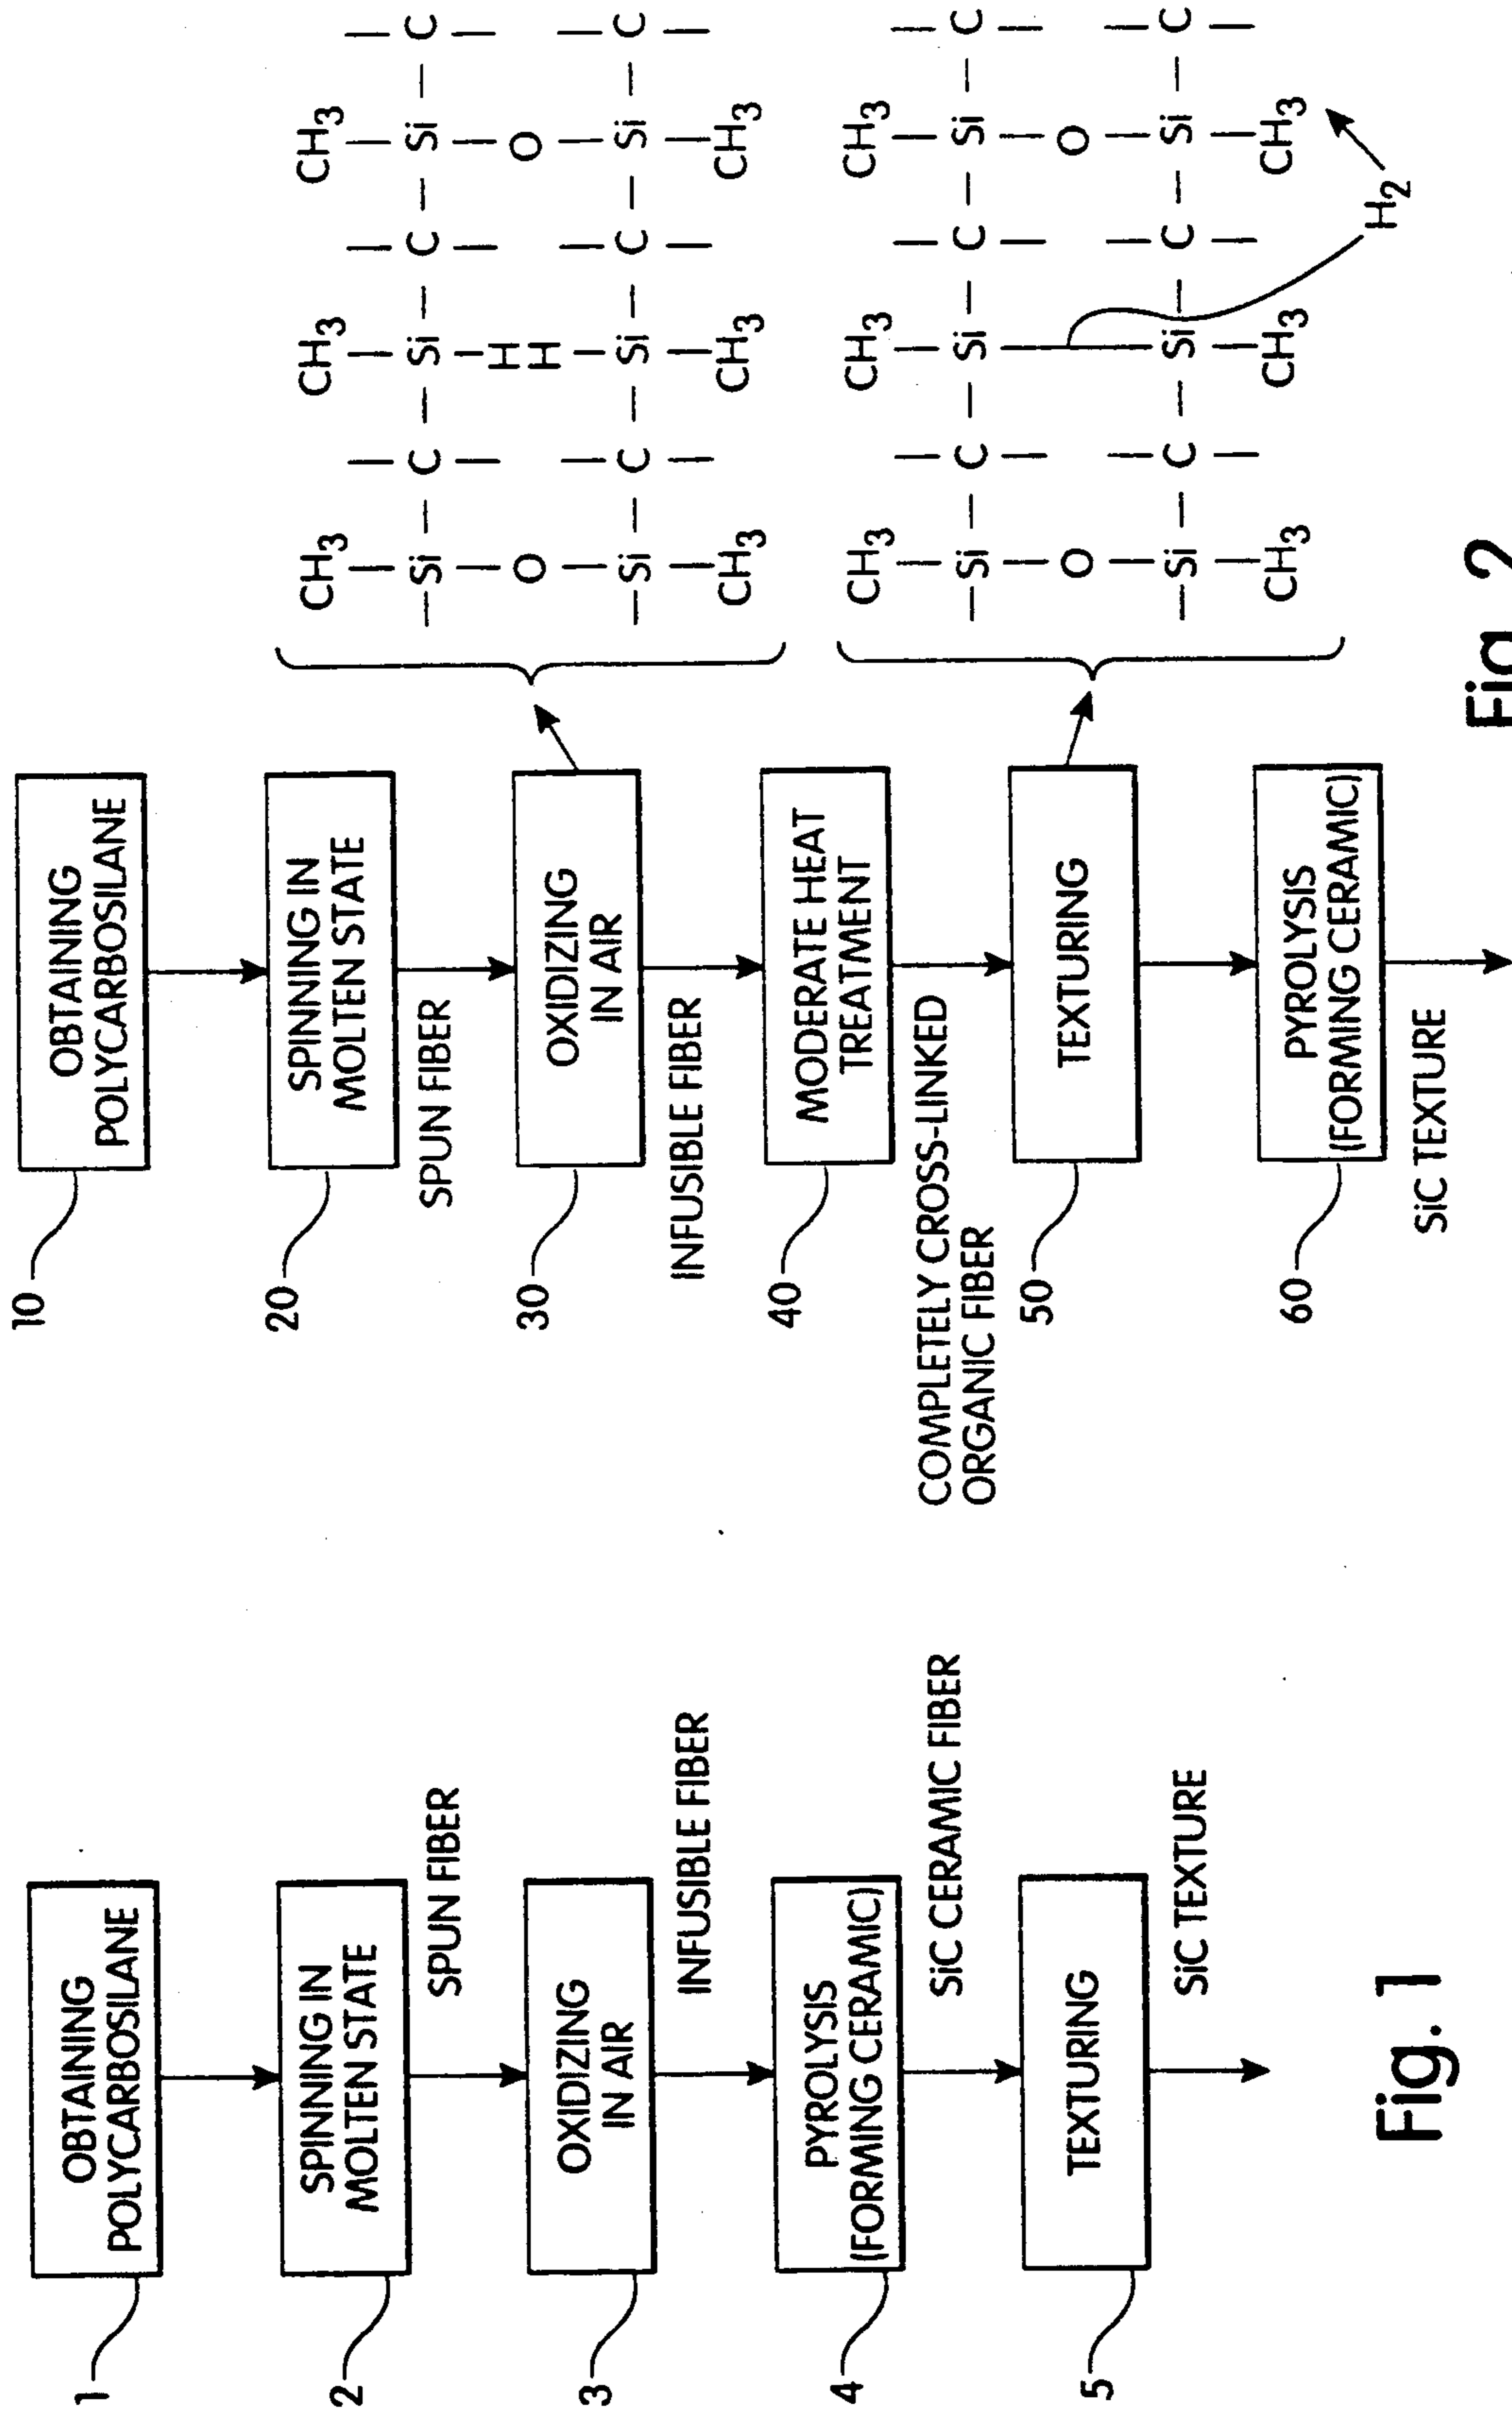 1
OBTAINING
POLYCARBOSILANE
2
SPINNING IN
MOLTEN STATE
SPUN FIBER
3
OXIDIZING
IN AIR
INFUSIBLE FIBER
4
PYROLYSIS
(FORMING CERAMIC)
SiC CERAMIC FIBER
5
TEXTURING
SiC TEXTURE
Fig. 1
10
OBTAINING
POLYCARBOSILANE
20
SPINNING IN
MOLTEN STATE
SPUN FIBER
30
OXIDIZING
IN AIR
INFUSIBLE FIBER
40
MODERATE HEAT
TREATMENT
COMPLETELY CROSS-LINKED
ORGANIC FIBER
50
TEXTURING
60
PYROLYSIS
(FORMING CERAMIC)
SiC TEXTURE
CH3 CH3 CH3
Si C Si C Si C
O H H O
Si C Si C Si C
CH3 CH3 CH3
CH3 CH3 CH3
Si C Si C Si C
O O
Si C Si C Si C
CH3 CH3 CH3
H2
Fig. 2